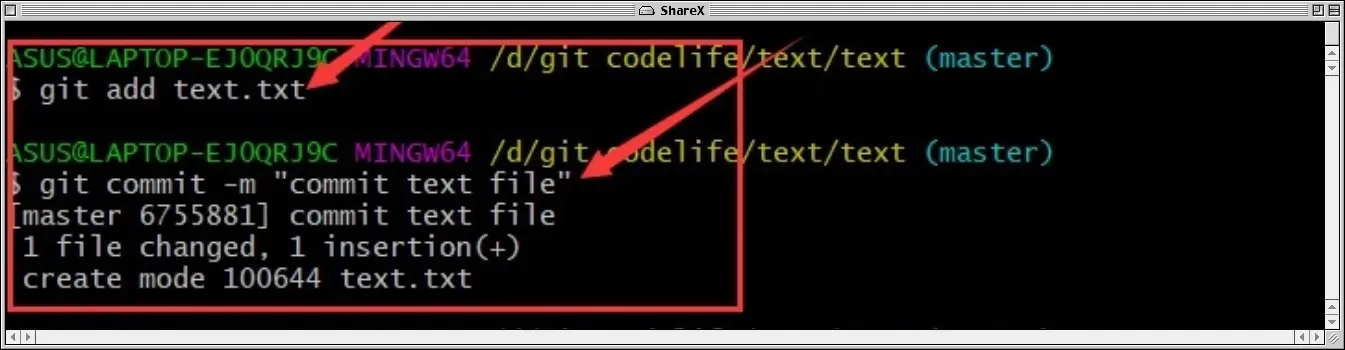 ShareX
ASUS@LAPTOP-EJ0QRJ9C MINGW64 /d/git codelife/text/text (master)
$ git add text.txt
ASUS@LAPTOP-EJ0QRJ9C MINGW64 /d/git codelife/text/text (master)
$ git commit -m "commit text file"
[master 6755881] commit text file
1 file changed, 1 insertion(+)
create mode 100644 text.txt